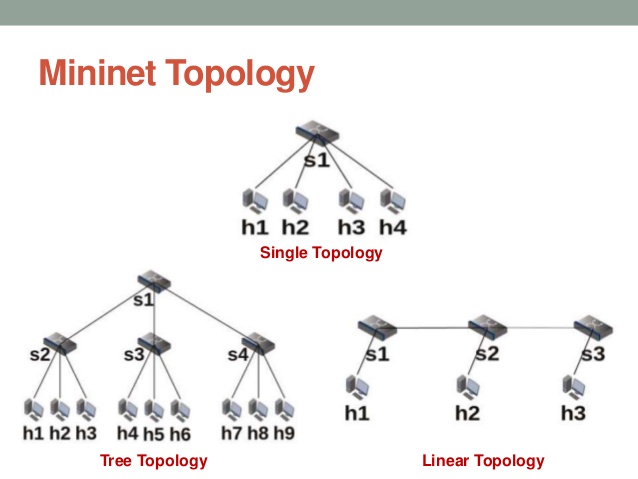 Mininet Topology
s1
h1 h2 h3 h4
Single Topology
s1
s2 s3 s4
h1 h2 h3 h4 h5 h6 h7 h8 h9
Tree Topology
s1 s2 s3
h1 h2 h3
Linear Topology